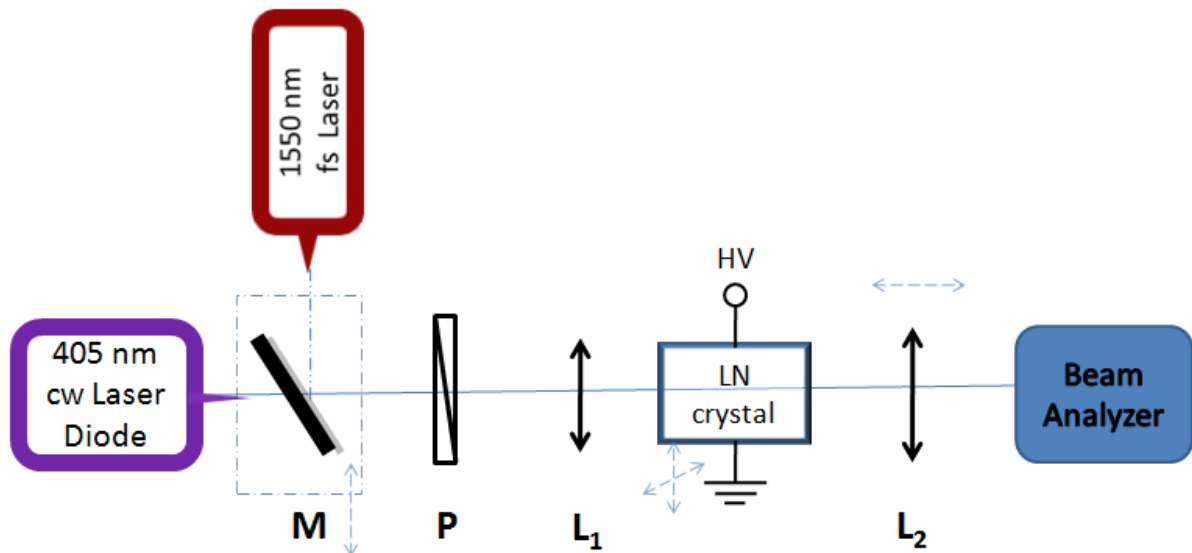 1550 nm
fs Laser
405 nm
cw Laser
Diode
HV
LN
crystal
Beam
Analyzer
M
P
L₁
L₂